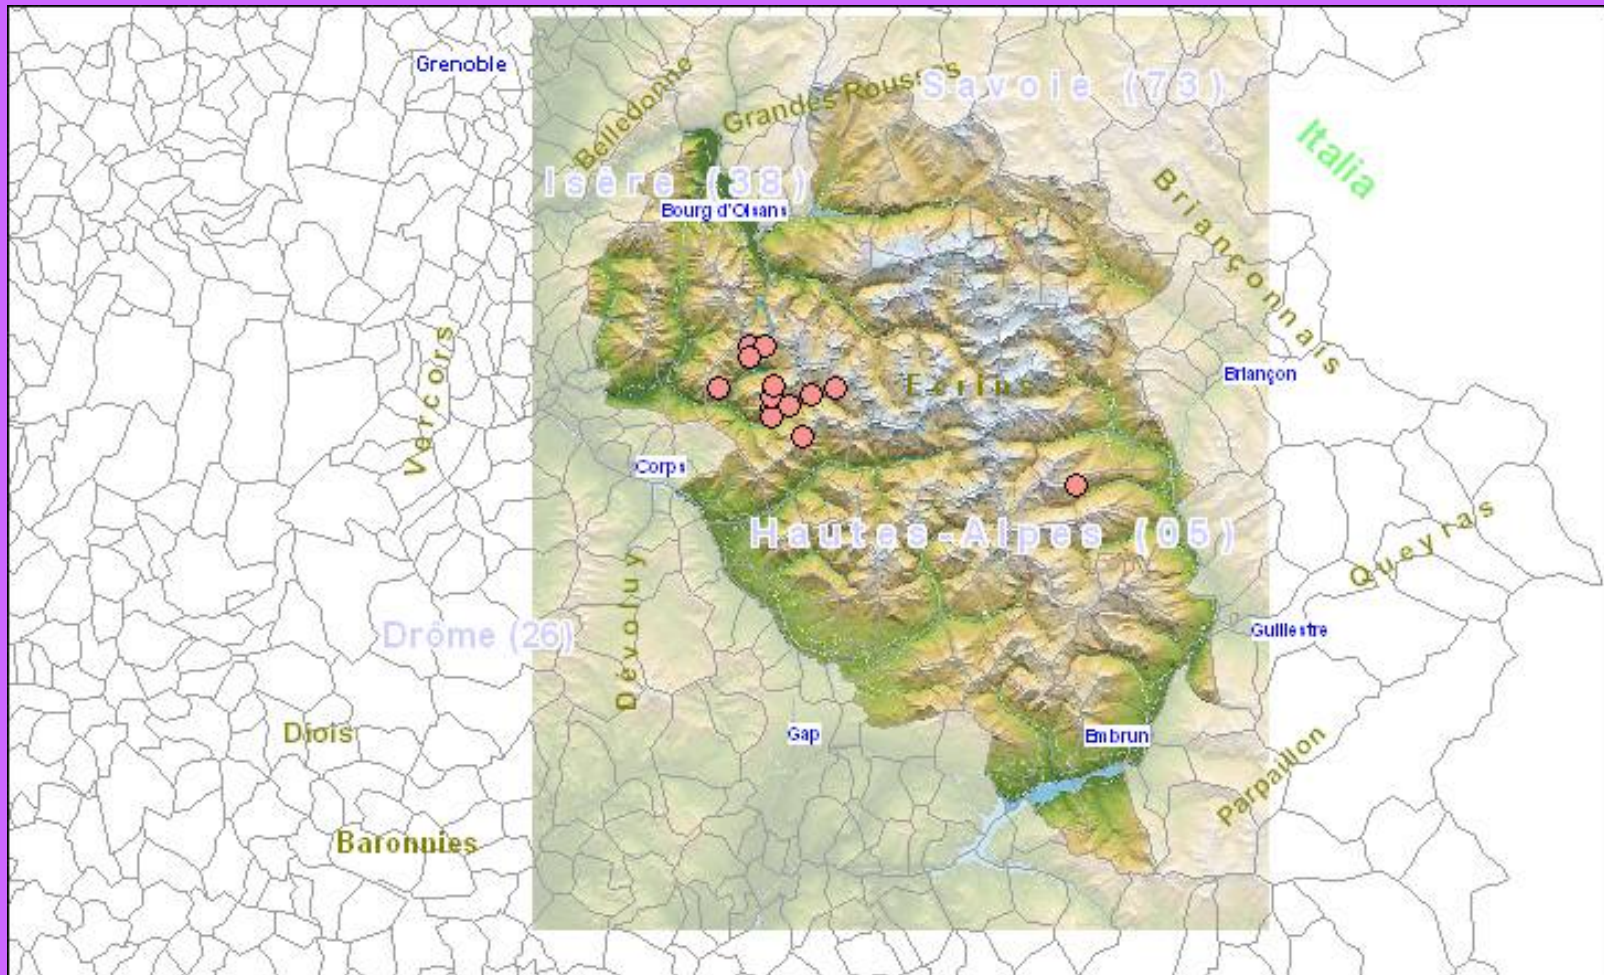 Grenoble
Belledonne
Grandes Rousses
Savoie (73)
Italia
Isère (38)
Bourg d'Oisans
Briançonnais
Vercors
Ecrins
Briançon
Corps
Hautes-Alpes (05)
Queyras
Dévoluy
Drôme (26)
Guillestre
Diois
Gap
Embrun
Parpaillon
Baronnies